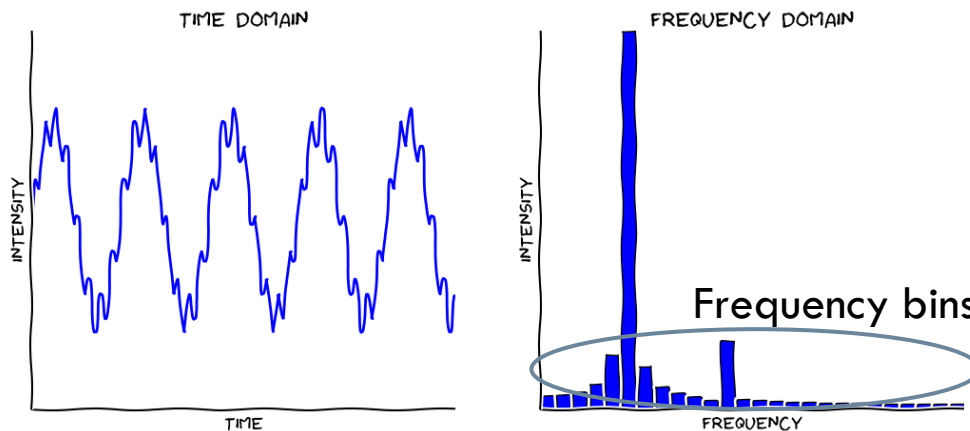 TIME DOMAIN
INTENSITY
TIME
FREQUENCY DOMAIN
INTENSITY
Frequency bins
FREQUENCY